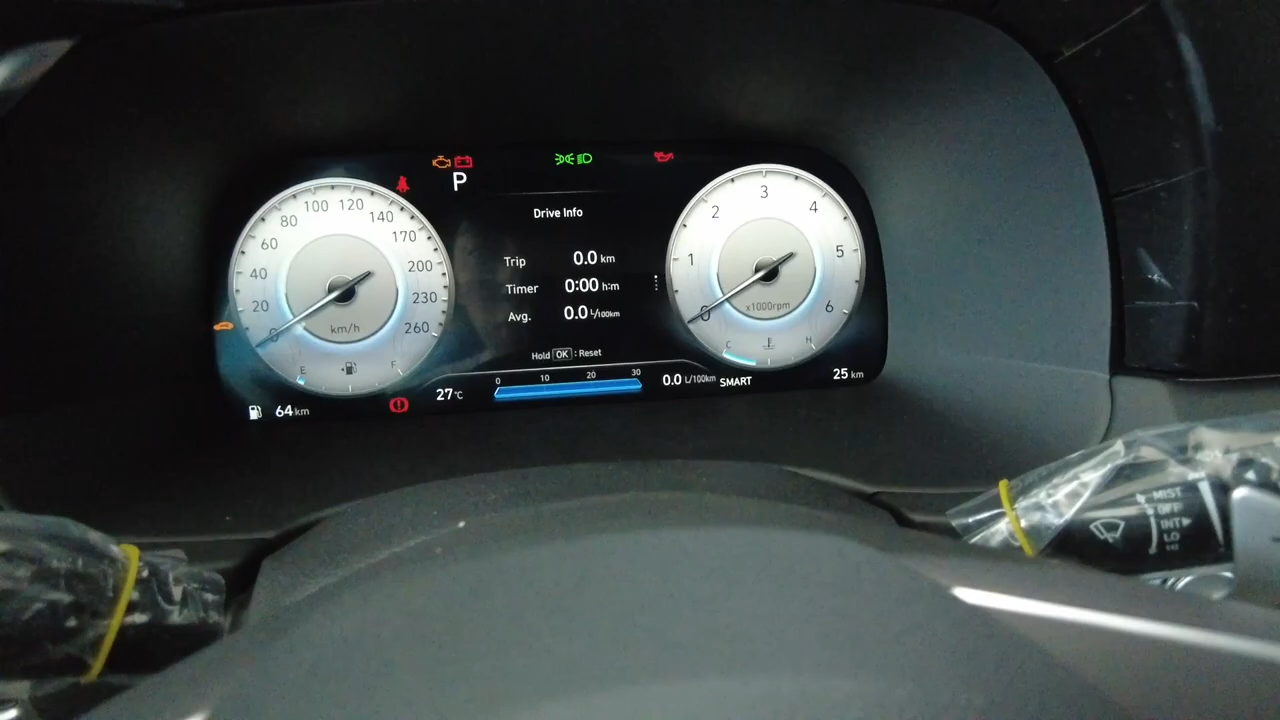 P
Drive Info
Trip 0.0 km
Timer 0:00 h:m
Avg. 0.0 L/100km
Hold OK : Reset
0 20 40 60 80 100 120 140 170 200 230 260
km/h
E F
64 km
27°C
0 10 20 30
0.0 L/100km
SMART
0 1 2 3 4 5 6
x1000rpm
C H
25 km
MIST
OFF
INT
LO